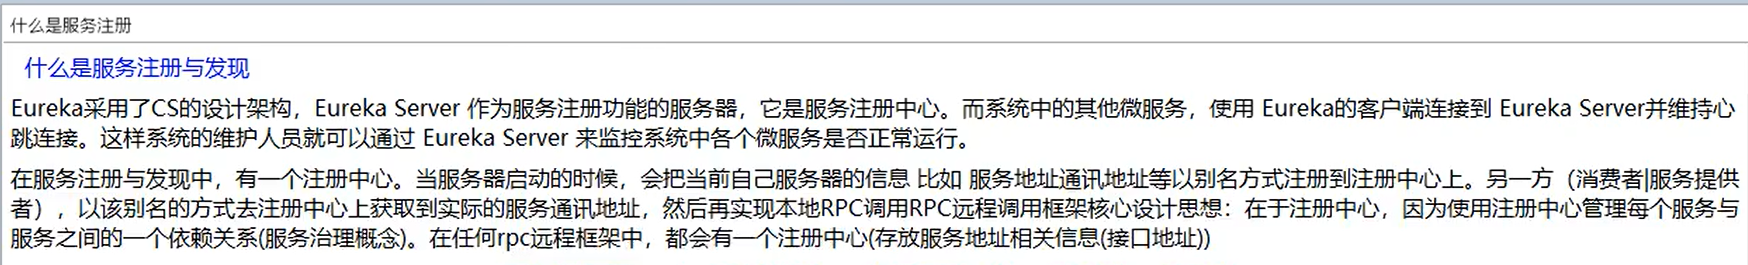 什么是服务注册
什么是服务注册与发现
Eureka采用了CS的设计架构，Eureka Server 作为服务注册功能的服务器，它是服务注册中心。而系统中的其他微服务，使用 Eureka的客户端连接到 Eureka Server并维持心
跳连接。这样系统的维护人员就可以通过 Eureka Server 来监控系统中各个微服务是否正常运行。
在服务注册与发现中，有一个注册中心。当服务器启动的时候，会把当前自己服务器的信息 比如 服务地址通讯地址等以别名方式注册到注册中心上。另一方（消费者|服务提供
者），以该别名的方式去注册中心上获取到实际的服务通讯地址，然后再实现本地RPC调用RPC远程调用框架核心设计思想：在于注册中心，因为使用注册中心管理每个服务与
服务之间的一个依赖关系(服务治理概念)。在任何rpc远程框架中，都会有一个注册中心(存放服务地址相关信息(接口地址))